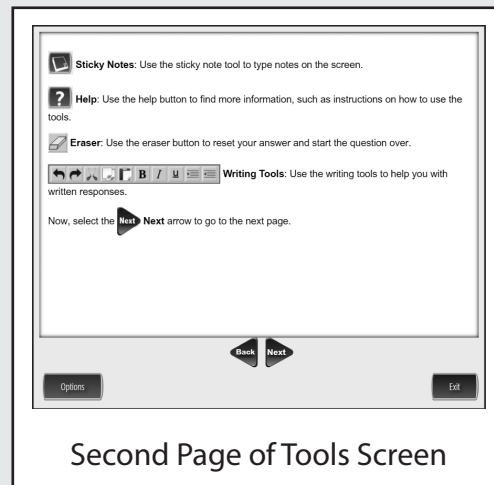 Sticky Notes: Use the sticky note tool to type notes on the screen.
? Help: Use the help button to find more information, such as instructions on how to use the
tools.
Eraser: Use the eraser button to reset your answer and start the question over.
B I U Writing Tools: Use the writing tools to help you with
written responses.
Now, select the Next Next arrow to go to the next page.
Back Next
Options Exit
Second Page of Tools Screen